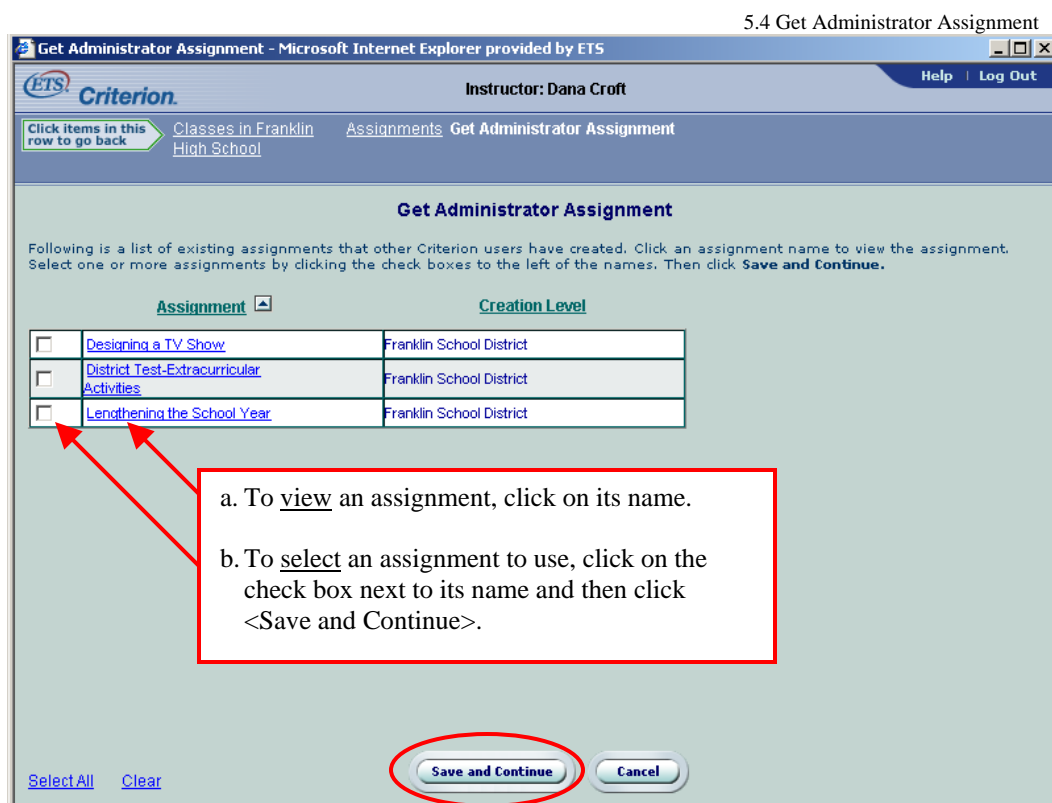 5.4 Get Administrator Assignment
Get Administrator Assignment - Microsoft Internet Explorer provided by ETS
ETS Criterion.
Instructor: Dana Croft
Help | Log Out
Click items in this
row to go back
Classes in Franklin
High School
Assignments Get Administrator Assignment
Get Administrator Assignment
Following is a list of existing assignments that other Criterion users have created. Click an assignment name to view the assignment.
Select one or more assignments by clicking the check boxes to the left of the names. Then click Save and Continue.
Assignment Creation Level
Designing a TV Show Franklin School District
District Test-Extracurricular
Activities
Franklin School District
Lengthening the School Year Franklin School District
a. To view an assignment, click on its name.
b. To select an assignment to use, click on the
check box next to its name and then click
<Save and Continue>.
Select All Clear
Save and Continue Cancel